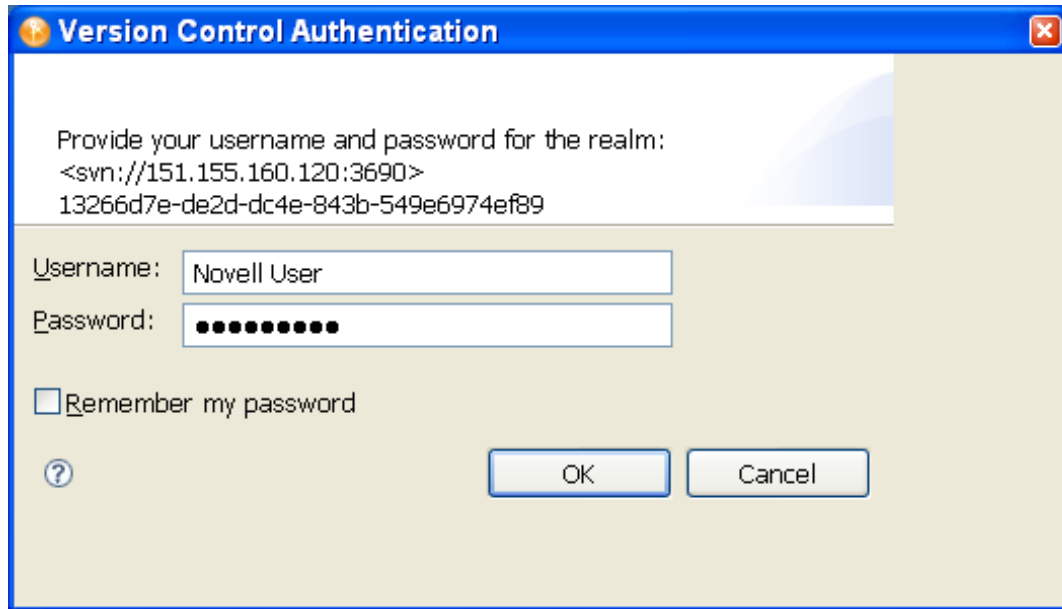 Version Control Authentication
Provide your username and password for the realm:
<svn://151.155.160.120:3690>
13266d7e-de2d-dc4e-843b-549e6974ef89
Username: Novell User
Password: ●●●●●●●●●
Remember my password
? OK Cancel